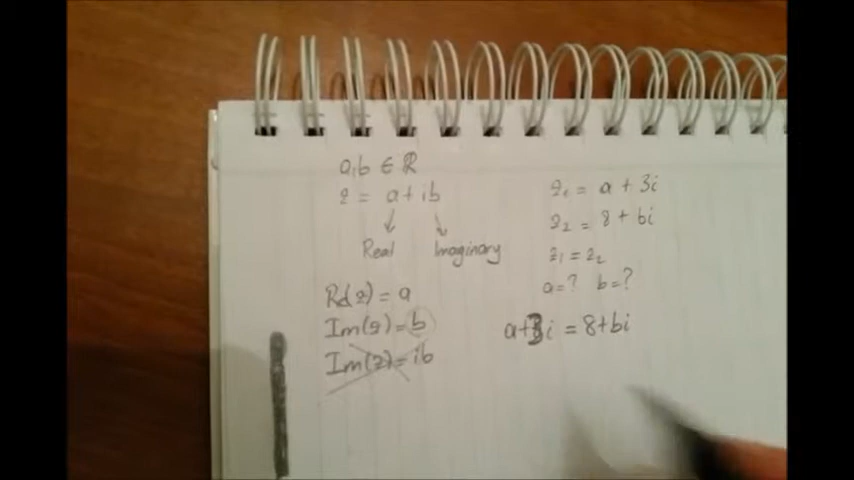 a,b ∈ ℝ
z = a + ib
Real Imaginary
Re(z) = a
Im(z) = b
Im(z) = ib
z₁ = a + 3i
z₂ = 8 + bi
z₁ = z₂
a = ? b = ?
a+3i = 8+bi